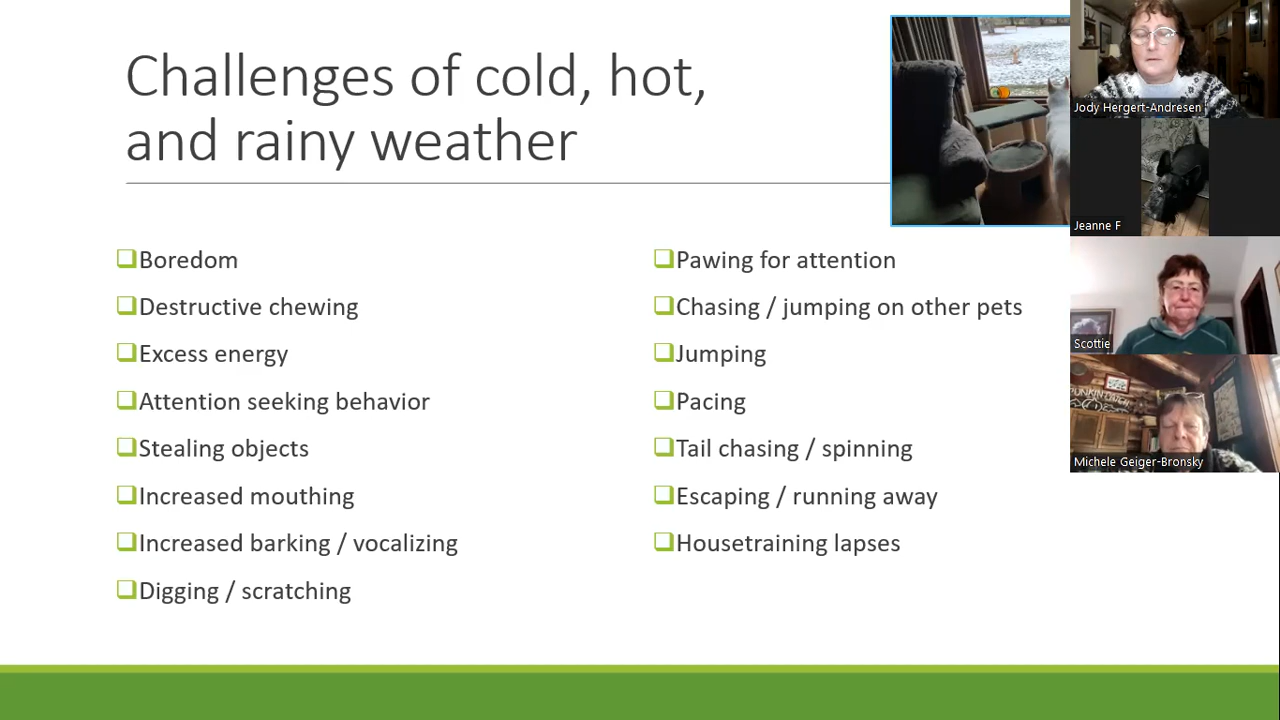 Challenges of cold, hot,
and rainy weather
Boredom
Destructive chewing
Excess energy
Attention seeking behavior
Stealing objects
Increased mouthing
Increased barking / vocalizing
Digging / scratching
Pawing for attention
Chasing / jumping on other pets
Jumping
Pacing
Tail chasing / spinning
Escaping / running away
Housetraining lapses
Jody Hergert-Andresen
Jeanne F
Scottie
Michele Geiger-Bronsky